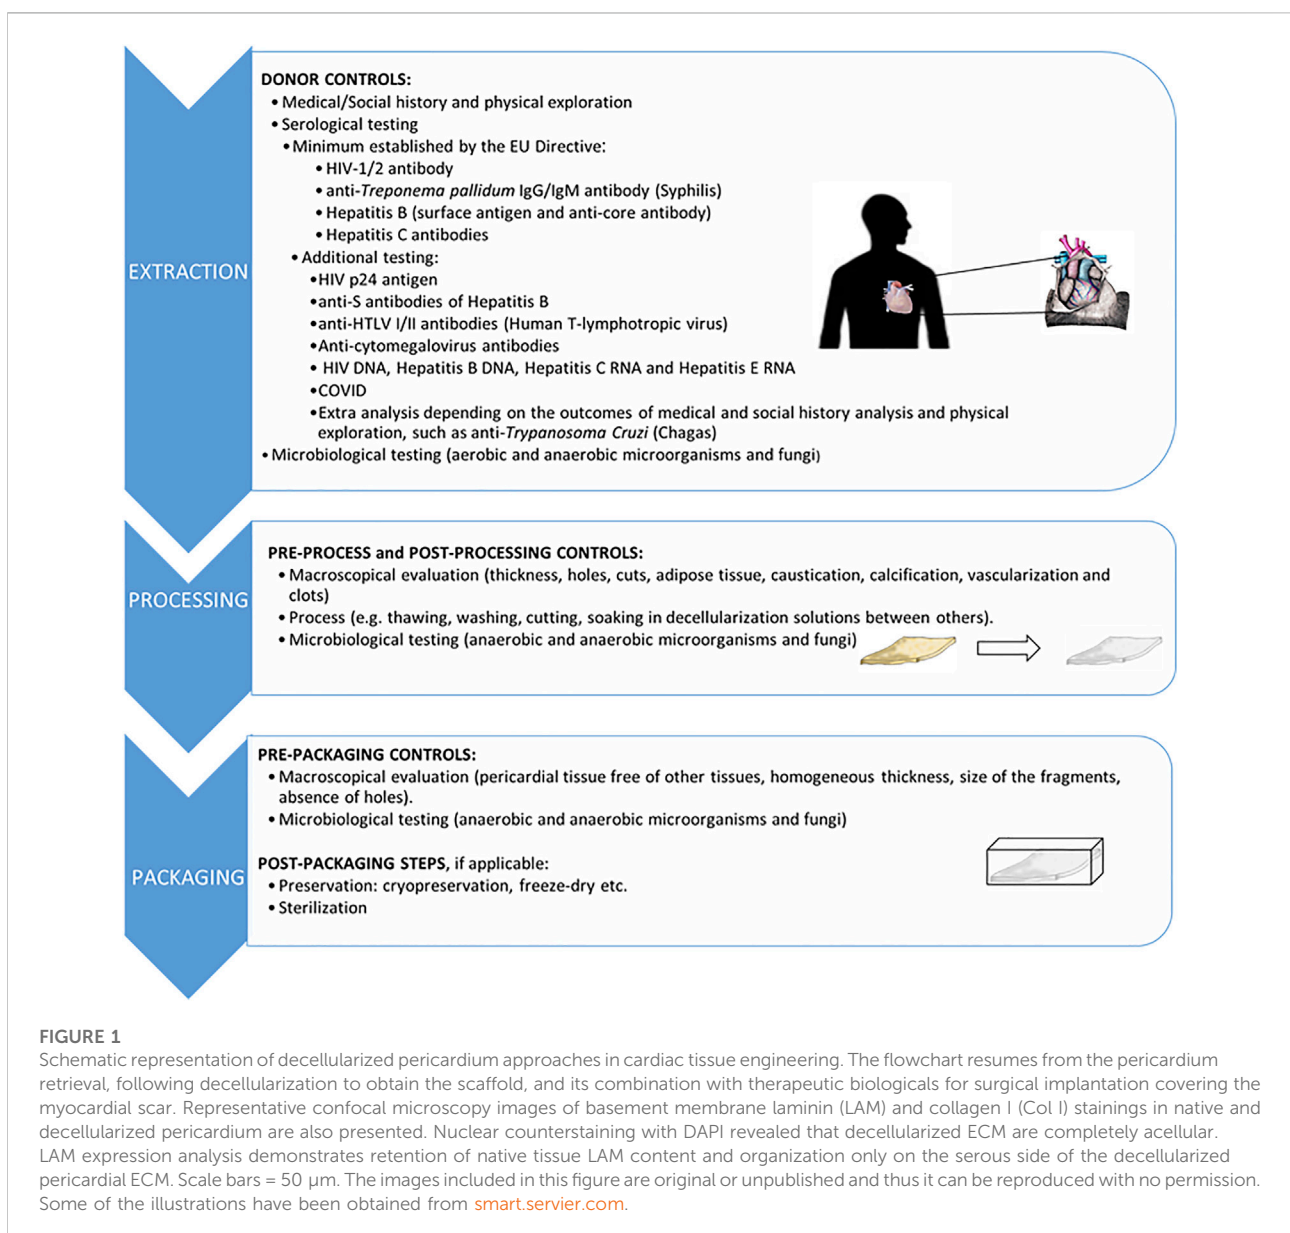 EXTRACTION
DONOR CONTROLS:
• Medical/Social history and physical exploration
• Serological testing
• Minimum established by the EU Directive:
• HIV-1/2 antibody
• anti-Treponema pallidum IgG/IgM antibody (Syphilis)
• Hepatitis B (surface antigen and anti-core antibody)
• Hepatitis C antibodies
• Additional testing:
• HIV p24 antigen
• anti-S antibodies of Hepatitis B
• anti-HTLV I/II antibodies (Human T-lymphotropic virus)
• Anti-cytomegalovirus antibodies
• HIV DNA, Hepatitis B DNA, Hepatitis C RNA and Hepatitis E RNA
• COVID
• Extra analysis depending on the outcomes of medical and social history analysis and physical
exploration, such as anti-Trypanosoma Cruzi (Chagas)
• Microbiological testing (aerobic and anaerobic microorganisms and fungi)
PROCESSING
PRE-PROCESS and POST-PROCESSING CONTROLS:
• Macroscopical evaluation (thickness, holes, cuts, adipose tissue, caustication, calcification, vascularization and
clots)
• Process (e.g. thawing, washing, cutting, soaking in decellularization solutions between others).
• Microbiological testing (anaerobic and anaerobic microorganisms and fungi)
PACKAGING
PRE-PACKAGING CONTROLS:
• Macroscopical evaluation (pericardial tissue free of other tissues, homogeneous thickness, size of the fragments,
absence of holes).
• Microbiological testing (anaerobic and anaerobic microorganisms and fungi)
POST-PACKAGING STEPS, if applicable:
• Preservation: cryopreservation, freeze-dry etc.
• Sterilization
FIGURE 1
Schematic representation of decellularized pericardium approaches in cardiac tissue engineering. The flowchart resumes from the pericardium
retrieval, following decellularization to obtain the scaffold, and its combination with therapeutic biologicals for surgical implantation covering the
myocardial scar. Representative confocal microscopy images of basement membrane laminin (LAM) and collagen I (Col I) stainings in native and
decellularized pericardium are also presented. Nuclear counterstaining with DAPI revealed that decellularized ECM are completely acellular.
LAM expression analysis demonstrates retention of native tissue LAM content and organization only on the serous side of the decellularized
pericardial ECM. Scale bars = 50 µm. The images included in this figure are original or unpublished and thus it can be reproduced with no permission.
Some of the illustrations have been obtained from smart.servier.com.